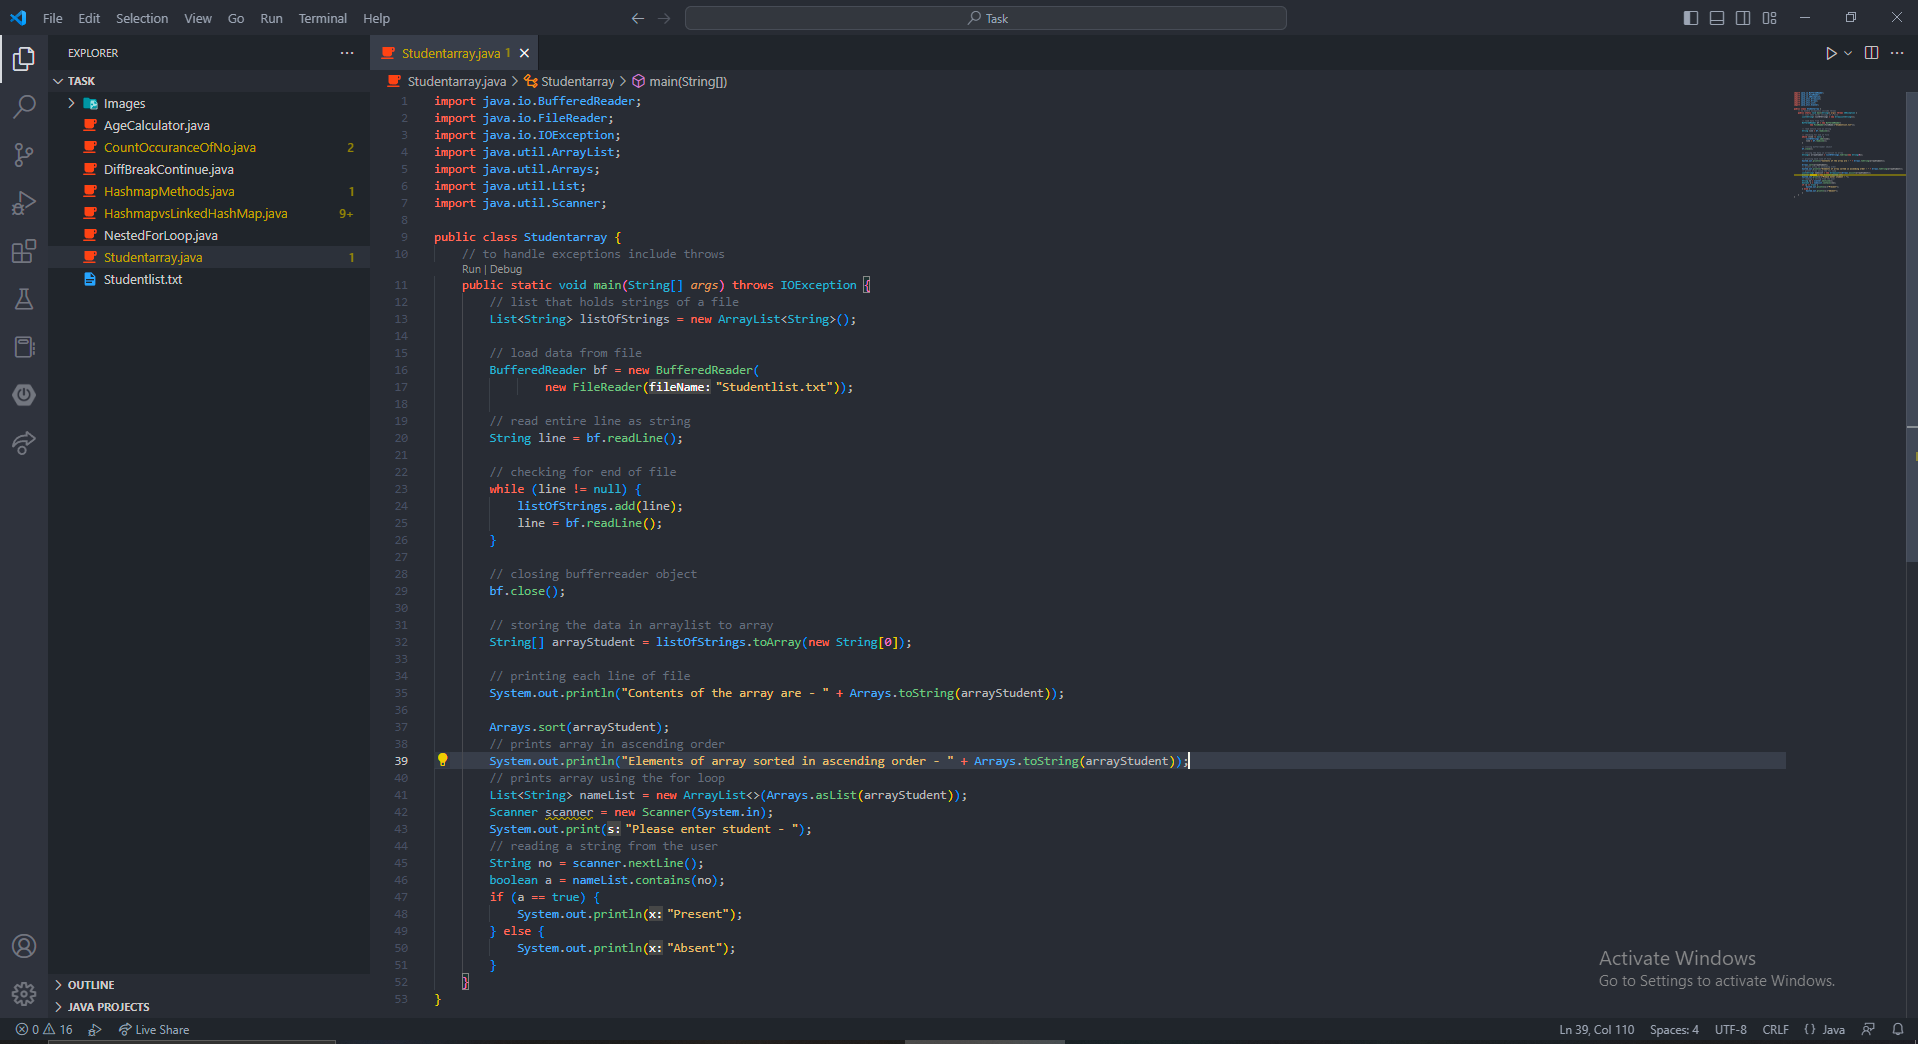 File Edit Selection View Go Run Terminal Help
Task
EXPLORER
TASK
Images
AgeCalculator.java
CountOccuranceOfNo.java 2
DiffBreakContinue.java
HashmapMethods.java 1
HashmapvsLinkedHashMap.java 9+
NestedForLoop.java
Studentarray.java 1
Studentlist.txt
OUTLINE
JAVA PROJECTS
Studentarray.java 1
Studentarray.java > Studentarray > main(String[])
1 import java.io.BufferedReader;
2 import java.io.FileReader;
3 import java.io.IOException;
4 import java.util.ArrayList;
5 import java.util.Arrays;
6 import java.util.List;
7 import java.util.Scanner;
8
9 public class Studentarray {
10 // to handle exceptions include throws
Run | Debug
11 public static void main(String[] args) throws IOException {
12 // list that holds strings of a file
13 List<String> listOfStrings = new ArrayList<String>();
14
15 // load data from file
16 BufferedReader bf = new BufferedReader(
17 new FileReader(fileName: "Studentlist.txt"));
18
19 // read entire line as string
20 String line = bf.readLine();
21
22 // checking for end of file
23 while (line != null) {
24 listOfStrings.add(line);
25 line = bf.readLine();
26 }
27
28 // closing bufferreader object
29 bf.close();
30
31 // storing the data in arraylist to array
32 String[] arrayStudent = listOfStrings.toArray(new String[0]);
33
34 // printing each line of file
35 System.out.println("Contents of the array are - " + Arrays.toString(arrayStudent));
36
37 Arrays.sort(arrayStudent);
38 // prints array in ascending order
39 System.out.println("Elements of array sorted in ascending order - " + Arrays.toString(arrayStudent));
40 // prints array using the for loop
41 List<String> nameList = new ArrayList<>(Arrays.asList(arrayStudent));
42 Scanner scanner = new Scanner(System.in);
43 System.out.print(s: "Please enter student - ");
44 // reading a string from the user
45 String no = scanner.nextLine();
46 boolean a = nameList.contains(no);
47 if (a == true) {
48 System.out.println(x: "Present");
49 } else {
50 System.out.println(x: "Absent");
51 }
52 }
53 }
Activate Windows
Go to Settings to activate Windows.
0 16 Live Share
Ln 39, Col 110 Spaces: 4 UTF-8 CRLF {} Java